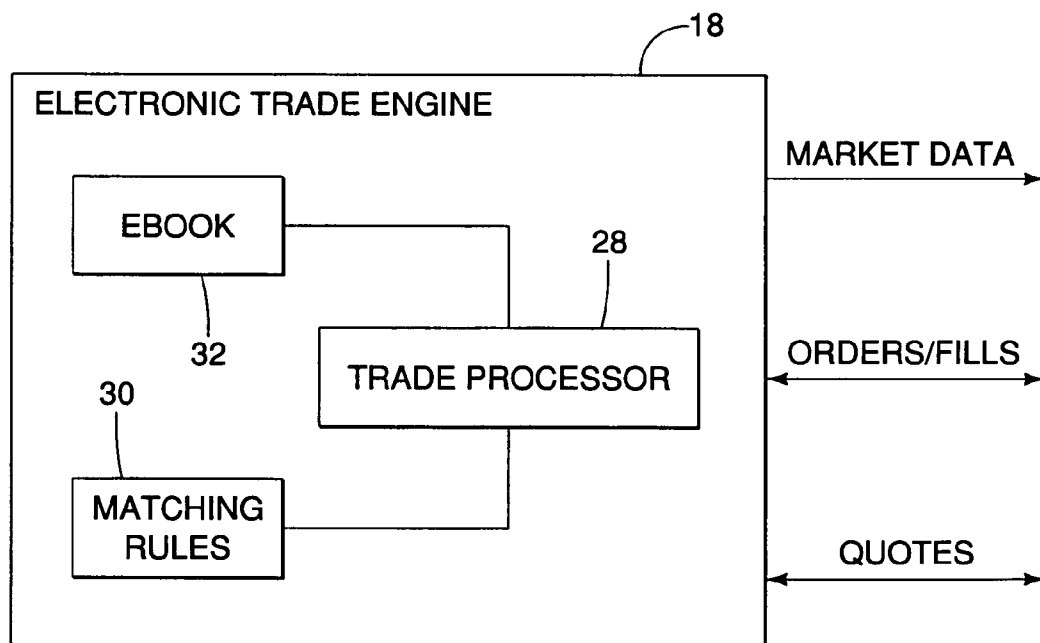 18
ELECTRONIC TRADE ENGINE
MARKET DATA
EBOOK
28
32
TRADE PROCESSOR
ORDERS/FILLS
30
MATCHING
RULES
QUOTES